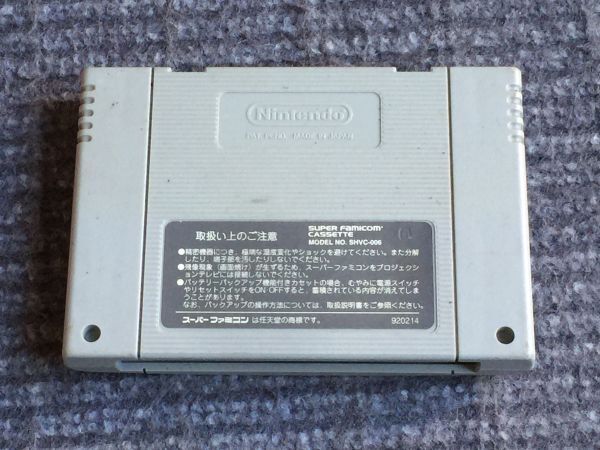 Nintendo
PAT. PEND. MADE IN JAPAN
取扱い上のご注意
SUPER FAMICOM
CASSETTE
MODEL NO. SHVC-006
●精密機器につき、極端な温度変化やショックを避けてください。また分解
したり、端子部を汚したりしないでください。
●残像現象（画面焼け）が生ずるため、スーパーファミコンをプロジェクシ
ョンテレビには接続しないでください。
●バッテリーバックアップ機能付きカセットの場合、むやみに電源スイッチ
やリセットスイッチをON OFFすると、蓄積されている内容が消えてしま
うことがあります。
なお、バックアップの操作方法については、取扱説明書をご参照ください。
スーパーファミコンは任天堂の商標です。
920214